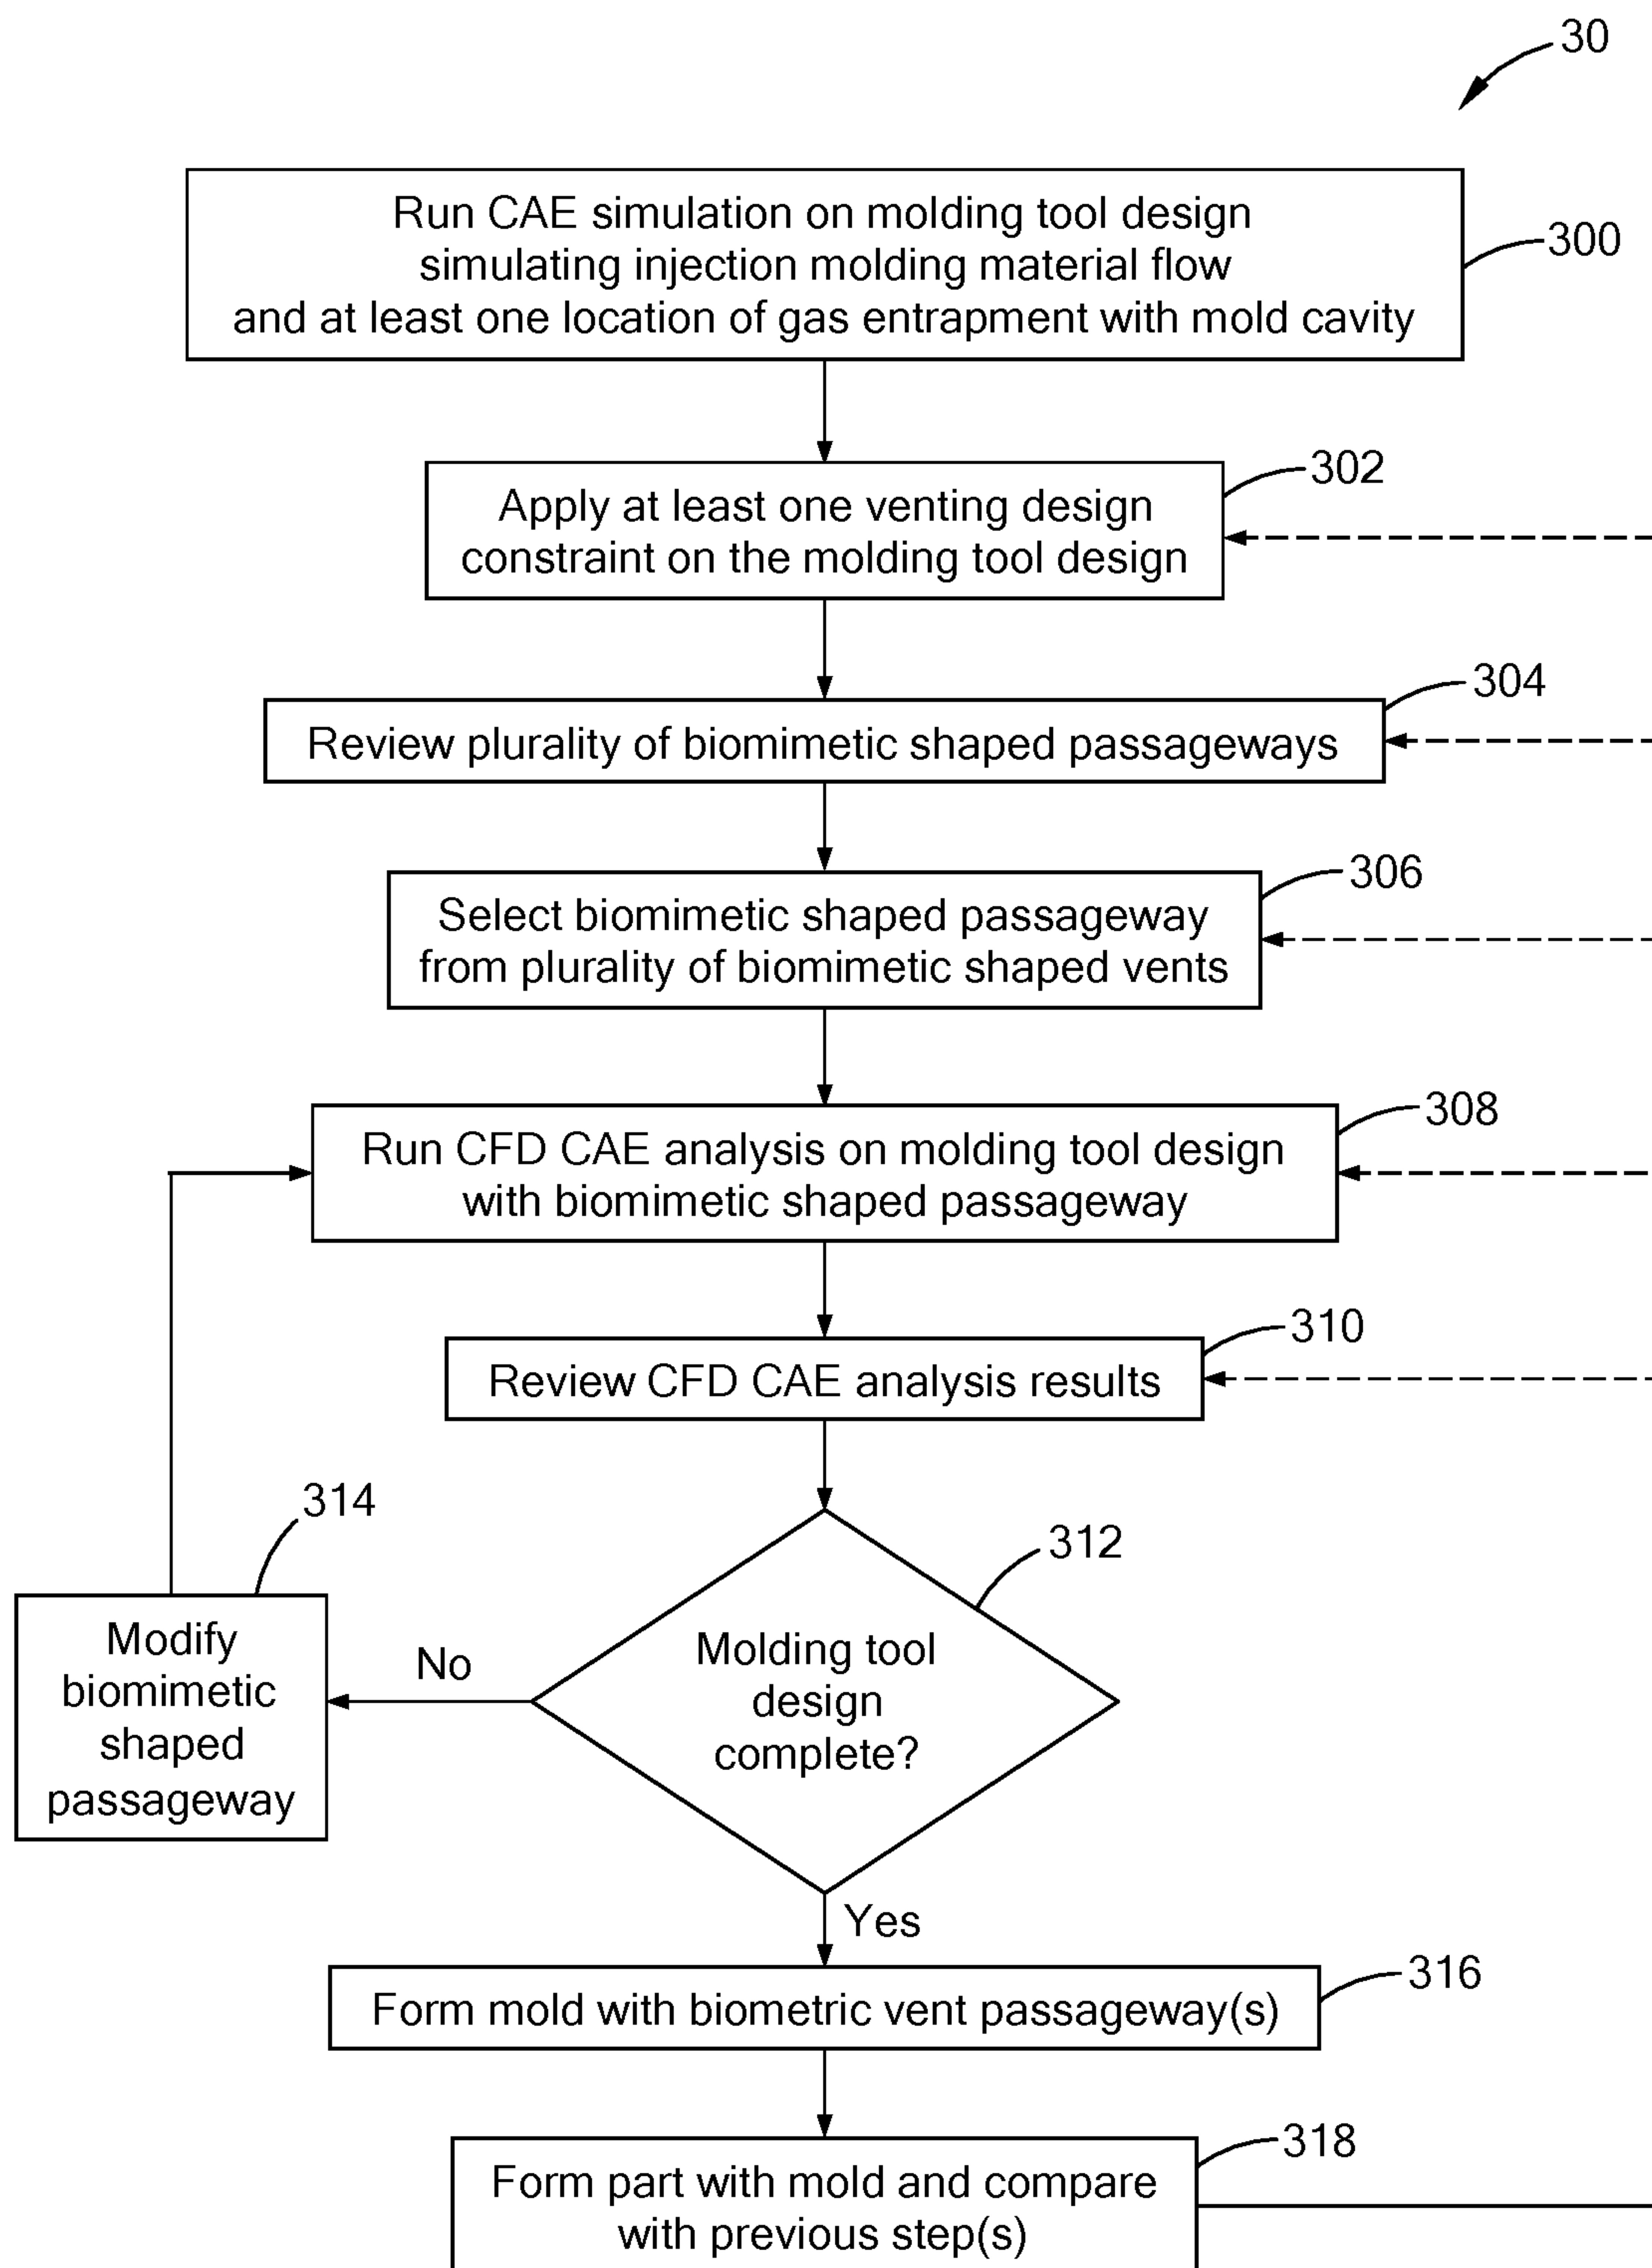 30
Run CAE simulation on molding tool design
simulating injection molding material flow
and at least one location of gas entrapment with mold cavity
300
302
Apply at least one venting design
constraint on the molding tool design
304
Review plurality of biomimetic shaped passageways
306
Select biomimetic shaped passageway
from plurality of biomimetic shaped vents
308
Run CFD CAE analysis on molding tool design
with biomimetic shaped passageway
310
Review CFD CAE analysis results
314
312
Modify
biomimetic
shaped
passageway
No
Molding tool
design
complete?
Yes
316
Form mold with biometric vent passageway(s)
318
Form part with mold and compare
with previous step(s)